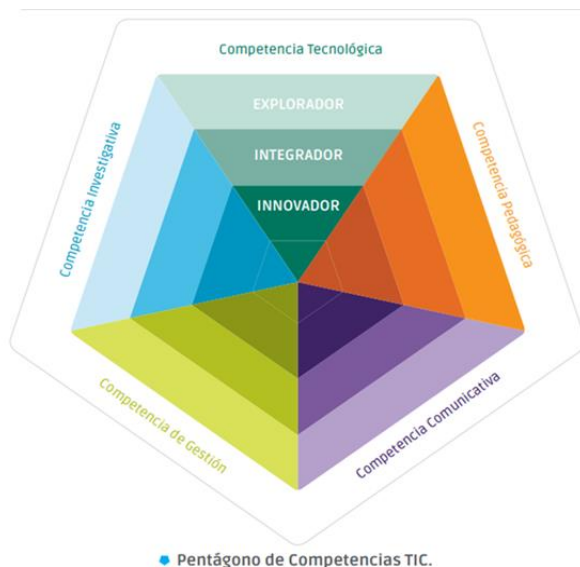 Competencia Tecnológica
EXPLORADOR
INTEGRADOR
INNOVADOR
Competencia Investigativa
Competencia Pedagógica
Competencia de Gestión
Competencia Comunicativa
Pentágono de Competencias TIC.